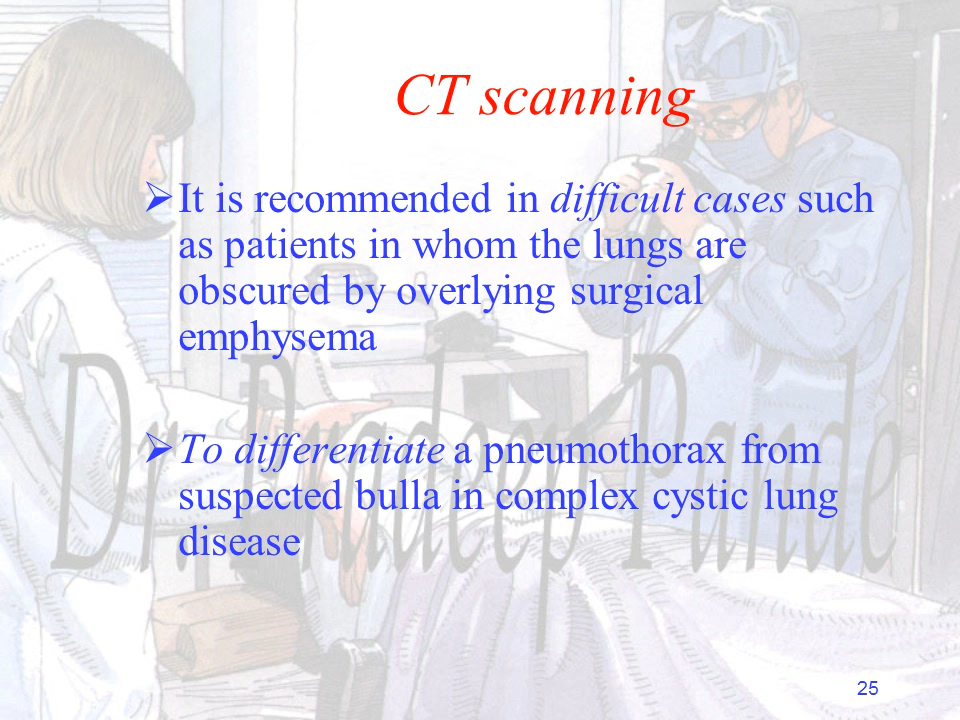 CT scanning
➢It is recommended in difficult cases such
as patients in whom the lungs are
obscured by overlying surgical
emphysema
➢To differentiate a pneumothorax from
suspected bulla in complex cystic lung
disease
Dr. Pradeep Pande
25